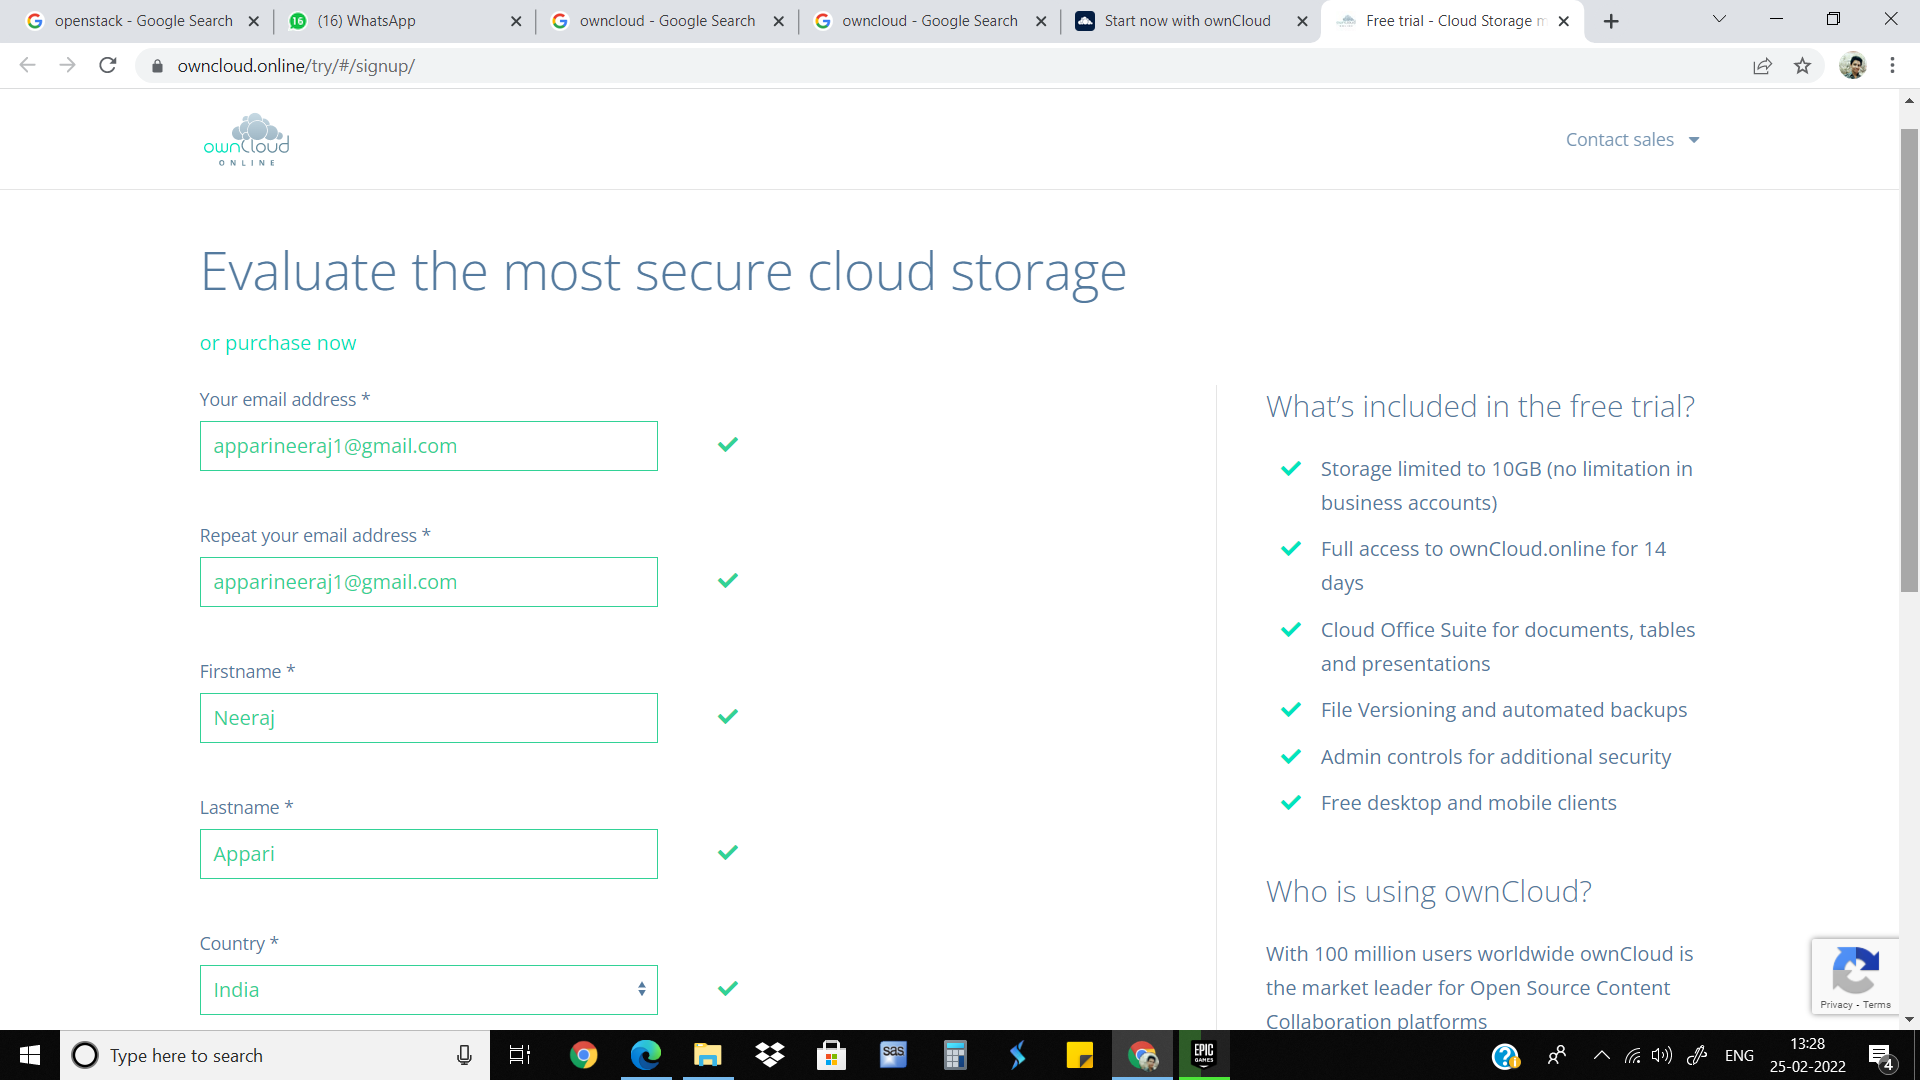 openstack - Google Search
16 (16) WhatsApp
owncloud - Google Search
owncloud - Google Search
Start now with ownCloud
Free trial - Cloud Storage m
owncloud.online/try/#/signup/
ownCloud
ONLINE
Contact sales
Evaluate the most secure cloud storage
or purchase now
Your email address *
apparineeraj1@gmail.com
Repeat your email address *
apparineeraj1@gmail.com
Firstname *
Neeraj
Lastname *
Appari
Country *
India
What's included in the free trial?
Storage limited to 10GB (no limitation in
business accounts)
Full access to ownCloud.online for 14
days
Cloud Office Suite for documents, tables
and presentations
File Versioning and automated backups
Admin controls for additional security
Free desktop and mobile clients
Who is using ownCloud?
With 100 million users worldwide ownCloud is
the market leader for Open Source Content
Collaboration platforms
Privacy - Terms
Type here to search
sas
EPIC
GAMES
ENG
13:28
25-02-2022
4